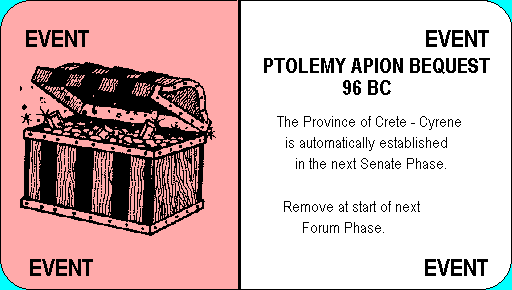 EVENT
EVENT
EVENT
PTOLEMY APION BEQUEST
96 BC
The Province of Crete - Cyrene
is automatically established
in the next Senate Phase.
Remove at start of next
Forum Phase.
EVENT